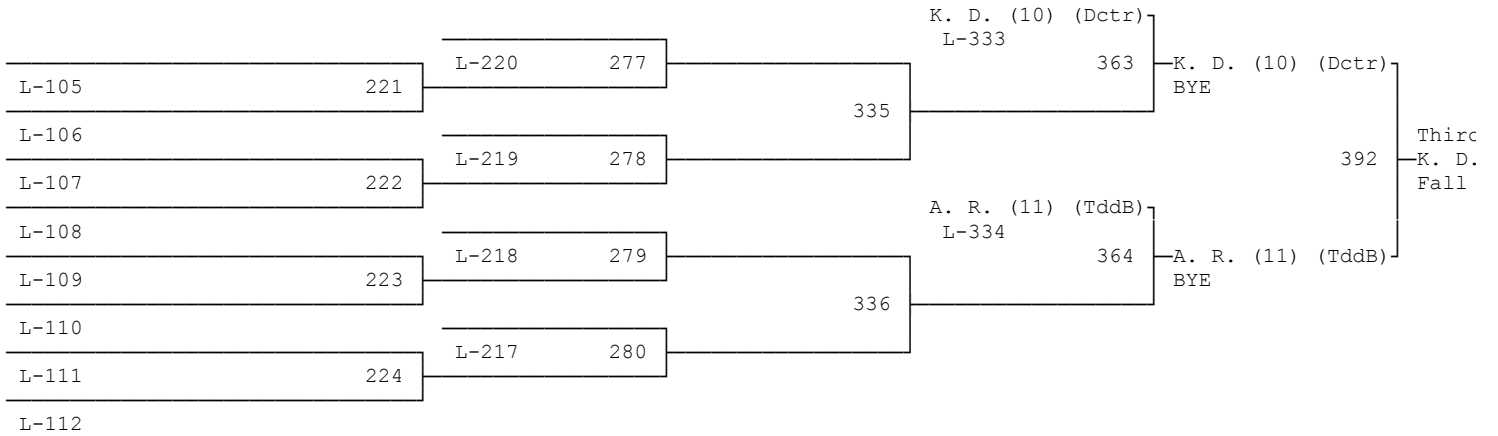 K. D. (10) (Dctr)
L-333
L-220 277
363 K. D. (10) (Dctr)
L-105 221
BYE
335
L-106
L-219 278
392
L-107 222
K. D.
Fall
L-108
A. R. (11) (TddB)
L-334
L-218 279
364 A. R. (11) (TddB)
L-109 223
BYE
336
L-110
L-217 280
L-111 224
L-112